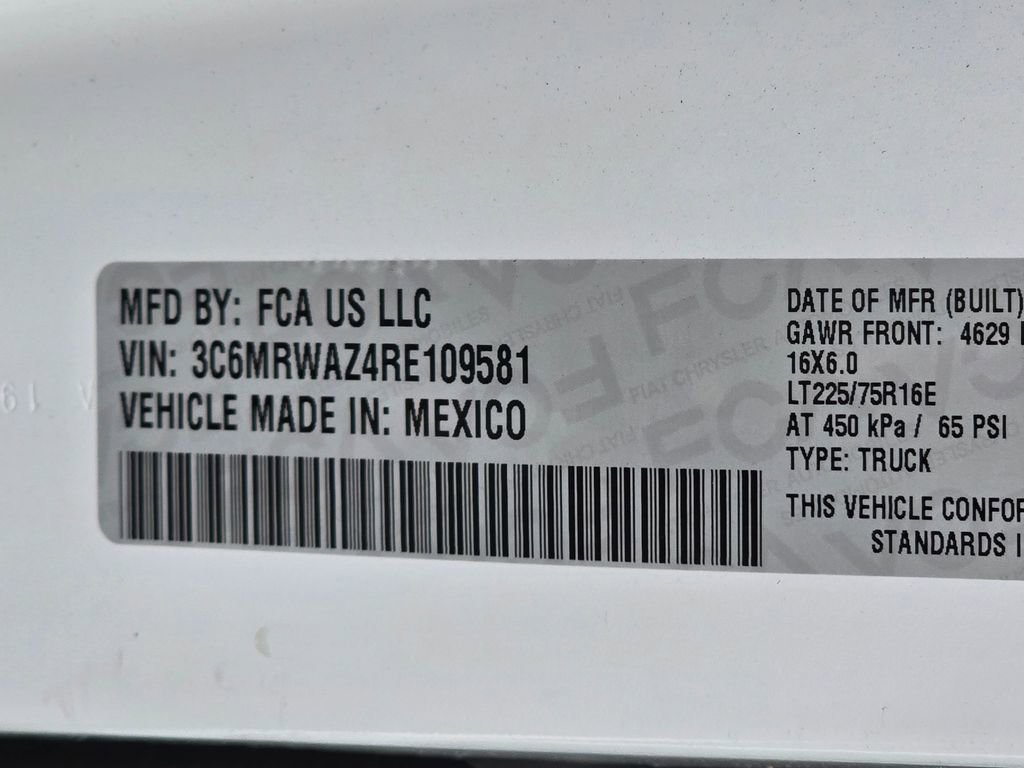 MFD BY: FCA US LLC
VIN: 3C6MRWAZ4RE109581
VEHICLE MADE IN: MEXICO
DATE OF MFR (BUILT)
GAWR FRONT: 4629
16X6.0
LT225/75R16E
AT 450 kPa / 65 PSI
TYPE: TRUCK
THIS VEHICLE CONFOR
STANDARDS